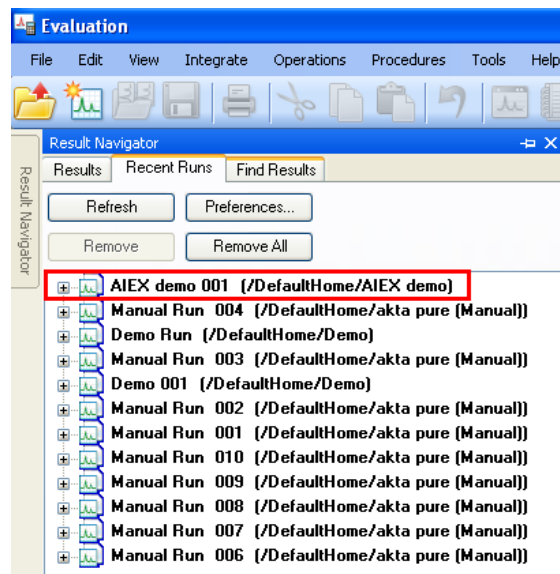 Evaluation
File Edit View Integrate Operations Procedures Tools Help
Result Navigator
Result Navigator
Results Recent Runs Find Results
Refresh Preferences...
Remove Remove All
AIEX demo 001 (/DefaultHome/AIEX demo)
Manual Run 004 (/DefaultHome/akta pure (Manual))
Demo Run (/DefaultHome/Demo)
Manual Run 003 (/DefaultHome/akta pure (Manual))
Demo 001 (/DefaultHome/Demo)
Manual Run 002 (/DefaultHome/akta pure (Manual))
Manual Run 001 (/DefaultHome/akta pure (Manual))
Manual Run 010 (/DefaultHome/akta pure (Manual))
Manual Run 009 (/DefaultHome/akta pure (Manual))
Manual Run 008 (/DefaultHome/akta pure (Manual))
Manual Run 007 (/DefaultHome/akta pure (Manual))
Manual Run 006 (/DefaultHome/akta pure (Manual))